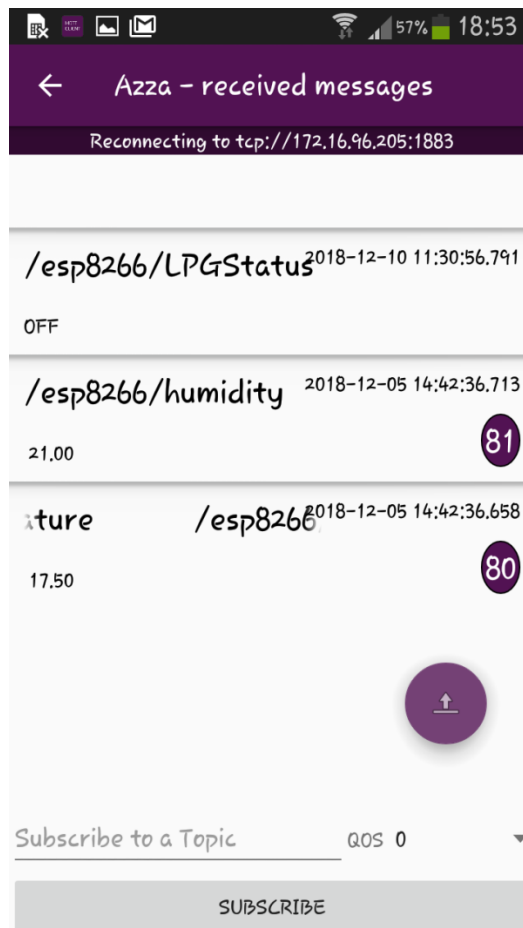 57% 18:53
Azza - received messages
Reconnecting to tcp://172.16.96.205:1883
/esp8266/LPGStatus 2018-12-10 11:30:56.791
OFF
/esp8266/humidity 2018-12-05 14:42:36.713
81
21.00
ture /esp8266 2018-12-05 14:42:36.658
80
17.50
Subscribe to a Topic QOS 0
SUBSCRIBE